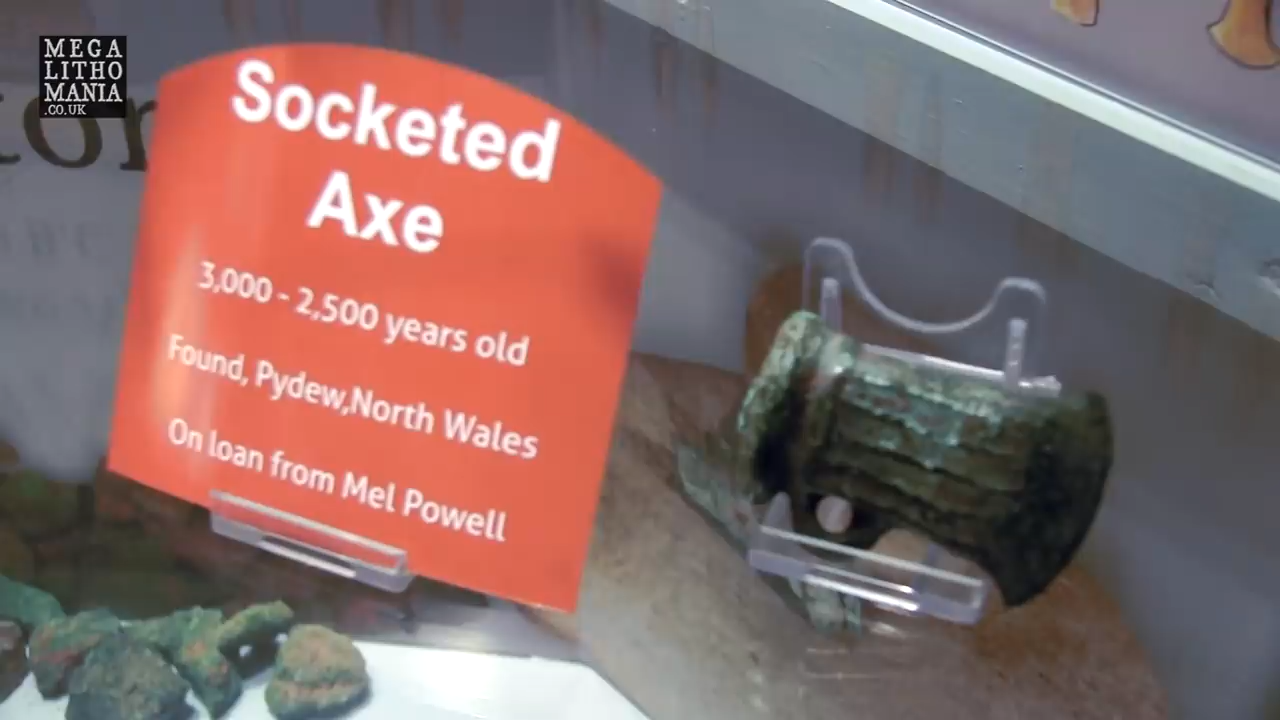 MEGA
LITHO
MANIA
.CO.UK
Socketed
Axe
3,000 - 2,500 years old
Found, Pydew,North Wales
On loan from Mel Powell